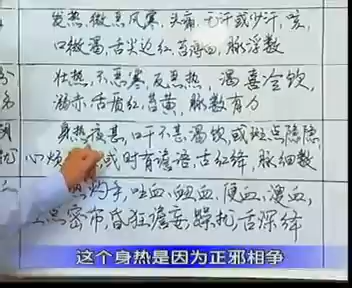 发热,微恶风寒,头痛,无汗或少汗,咳,
口微渴,舌尖边红,苔薄白,脉浮数
壮热,不恶寒,反恶热,渴喜冷饮,
舌质红,苔黄,脉数有力
身热夜甚,口干不甚渴饮,或斑点隐隐,
心烦 或时有谵语,舌红绛,脉细数
灼手,吐血,衄血,便血,溲血,
密布,昏狂谵妄,躁扰,舌深绛
这个身热是因为正邪相争